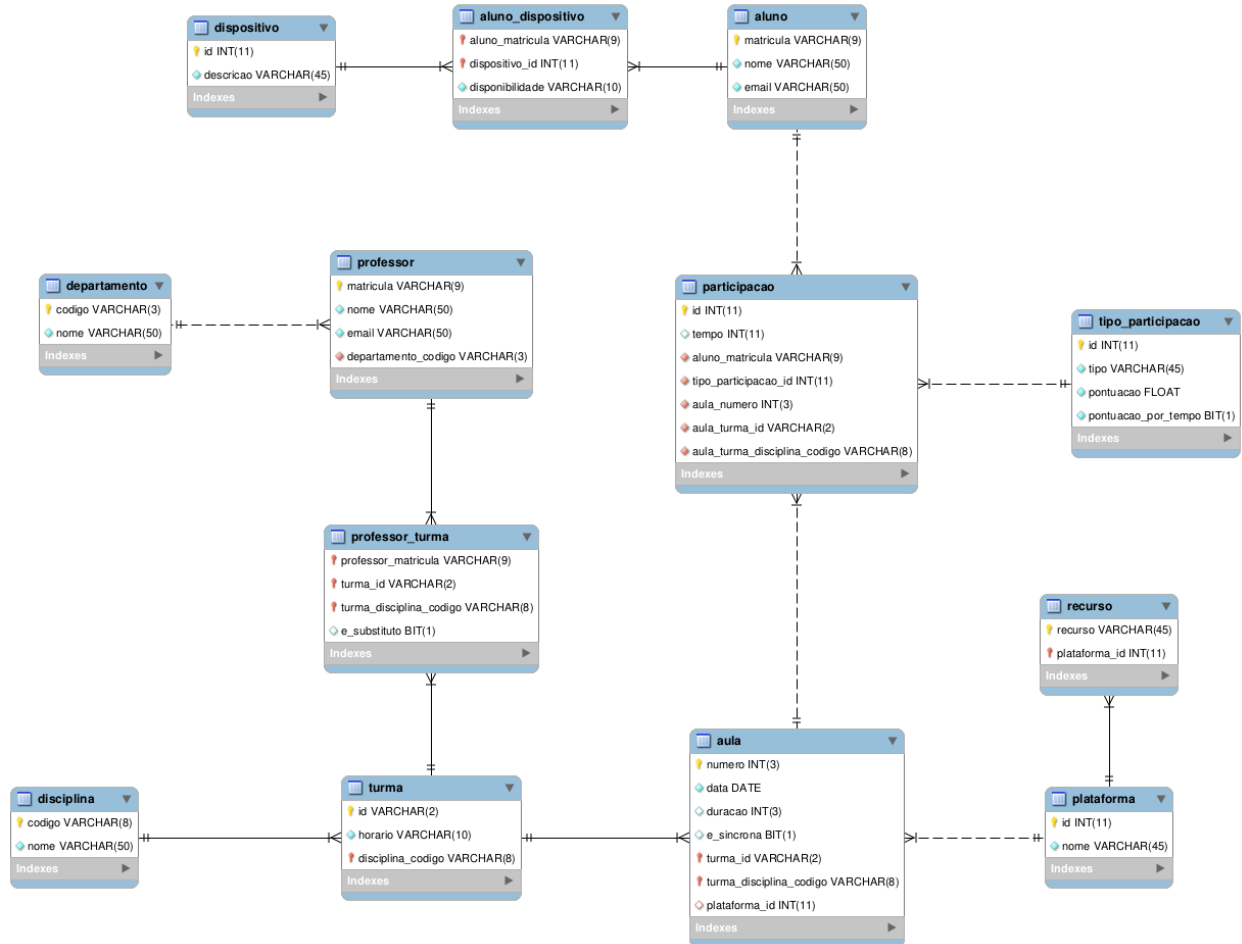 dispositivo
id INT(11)
descricao VARCHAR(45)
Indexes
aluno_dispositivo
aluno_matricula VARCHAR(9)
dispositivo_id INT(11)
disponibilidade VARCHAR(10)
Indexes
aluno
matricula VARCHAR(9)
nome VARCHAR(50)
email VARCHAR(50)
Indexes
departamento
codigo VARCHAR(3)
nome VARCHAR(50)
Indexes
professor
matricula VARCHAR(9)
nome VARCHAR(50)
email VARCHAR(50)
departamento_codigo VARCHAR(3)
Indexes
participacao
id INT(11)
tempo INT(11)
aluno_matricula VARCHAR(9)
tipo_participacao_id INT(11)
aula_numero INT(3)
aula_turma_id VARCHAR(2)
aula_turma_disciplina_codigo VARCHAR(8)
Indexes
tipo_participacao
id INT(11)
tipo VARCHAR(45)
pontuacao FLOAT
pontuacao_por_tempo BIT(1)
Indexes
professor_turma
professor_matricula VARCHAR(9)
turma_id VARCHAR(2)
turma_disciplina_codigo VARCHAR(8)
e_substituto BIT(1)
Indexes
recurso
recurso VARCHAR(45)
plataforma_id INT(11)
Indexes
disciplina
codigo VARCHAR(8)
nome VARCHAR(50)
Indexes
turma
id VARCHAR(2)
horario VARCHAR(10)
disciplina_codigo VARCHAR(8)
Indexes
aula
numero INT(3)
data DATE
duracao INT(3)
e_sincrona BIT(1)
turma_id VARCHAR(2)
turma_disciplina_codigo VARCHAR(8)
plataforma_id INT(11)
Indexes
plataforma
id INT(11)
nome VARCHAR(45)
Indexes